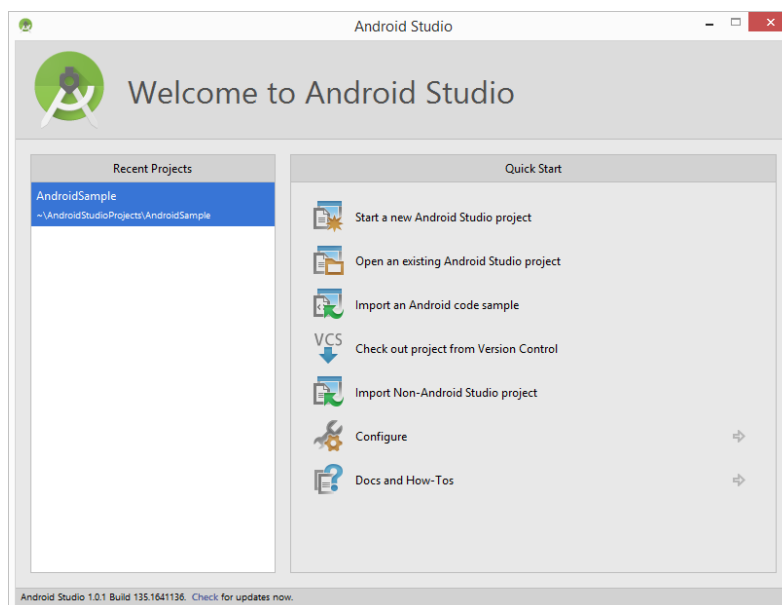 Android Studio
Welcome to Android Studio
Recent Projects
AndroidSample
~\AndroidStudioProjects\AndroidSample
Quick Start
Start a new Android Studio project
Open an existing Android Studio project
Import an Android code sample
VCS
Check out project from Version Control
Import Non-Android Studio project
Configure
Docs and How-Tos
Android Studio 1.0.1 Build 135.1641136. Check for updates now.